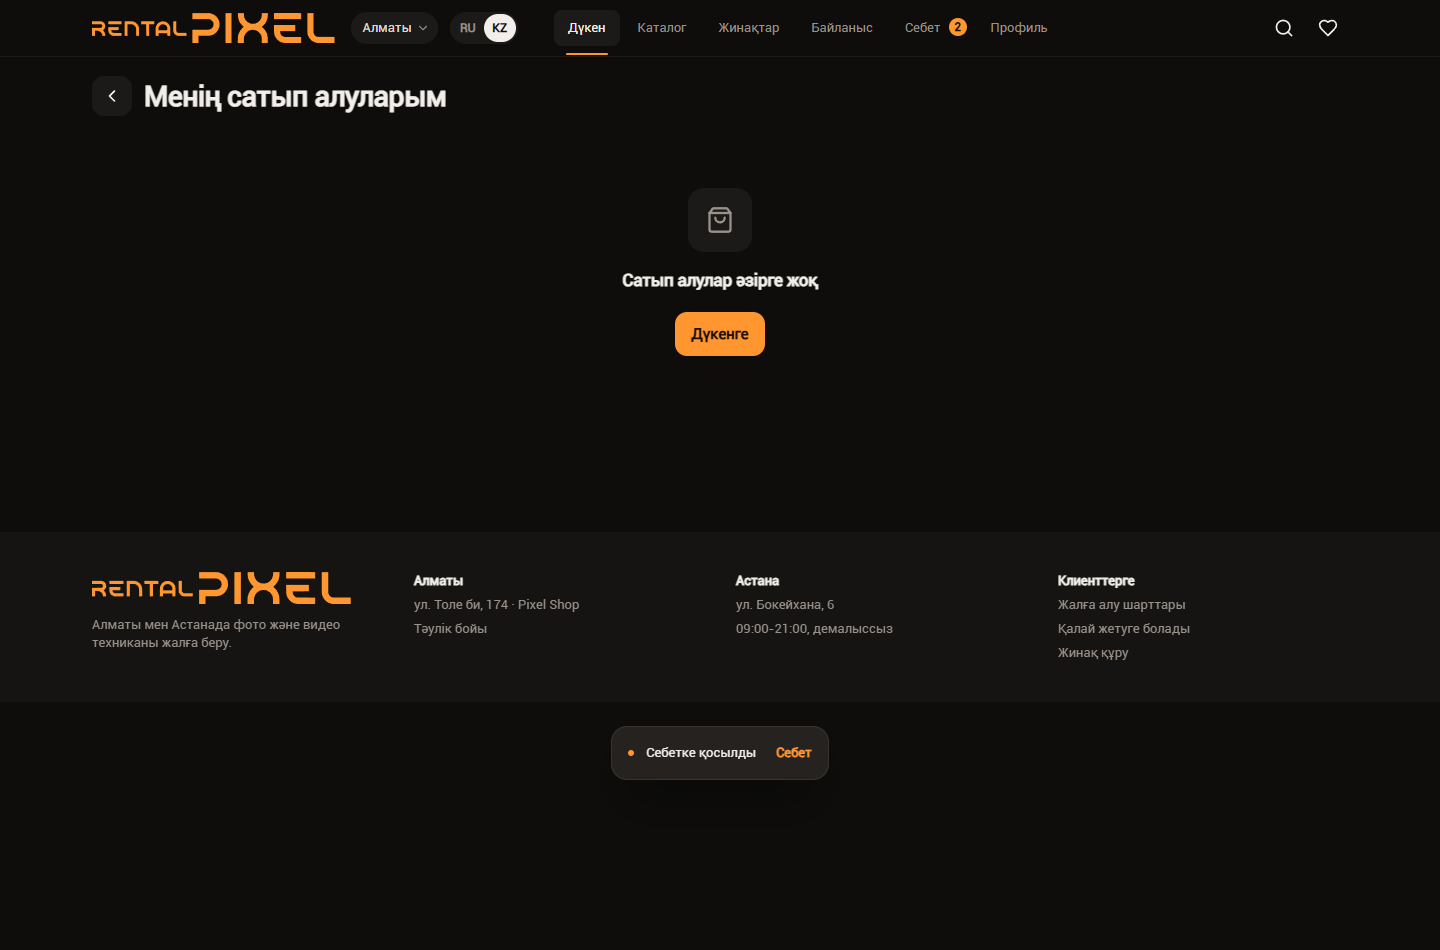 RENTAL PIXEL
Алматы
RU KZ
Дүкен
Каталог
Жинақтар
Байланыс
Себет 2
Профиль
Менің сатып алуларым
Сатып алулар әзірге жоқ
Дүкенге
RENTAL PIXEL
Алматы мен Астанада фото және видео
техниканы жалға беру.
Алматы
ул. Толе би, 174 · Pixel Shop
Тәулік бойы
Астана
ул. Бокейхана, 6
09:00-21:00, демалыссыз
Клиенттерге
Жалға алу шарттары
Қалай жетуге болады
Жинақ құру
Себетке қосылды Себет